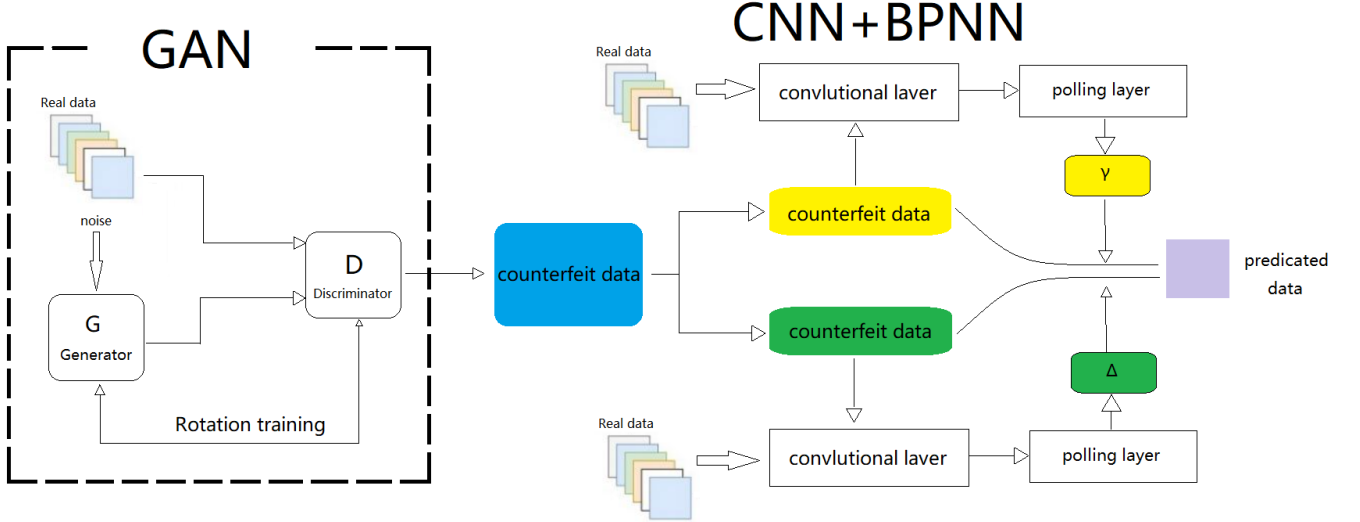 GAN
CNN+BPNN
Real data
noise
G
Generator
D
Discriminator
Rotation training
counterfeit data
Real data
convlutional laver
polling layer
γ
counterfeit data
counterfeit data
predicated
data
Δ
Real data
convlutional laver
polling layer